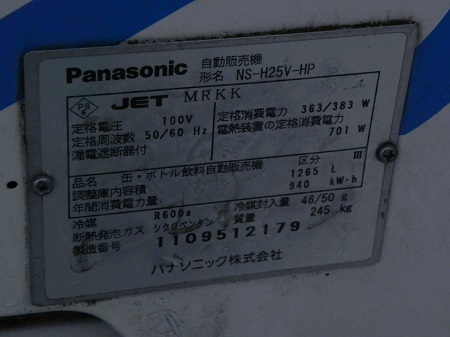 Panasonic 自動販売機
形名 NS-H25V-HP
PS E JET MRKK
定格電圧 100V
定格周波数 50/60 Hz
漏電遮断器付
定格消費電力 363/383 W
電熱装置の定格消費電力
701 W
品名 缶・ボトル飲料自動販売機 区分 III
調整庫内容積 1265 L
年間消費電力量 940 kW·h
冷媒 R600a 冷媒封入量 46/50 g
断熱発泡ガス シクロペンタン 質量 245 kg
製造番号 1109512179
パナソニック株式会社